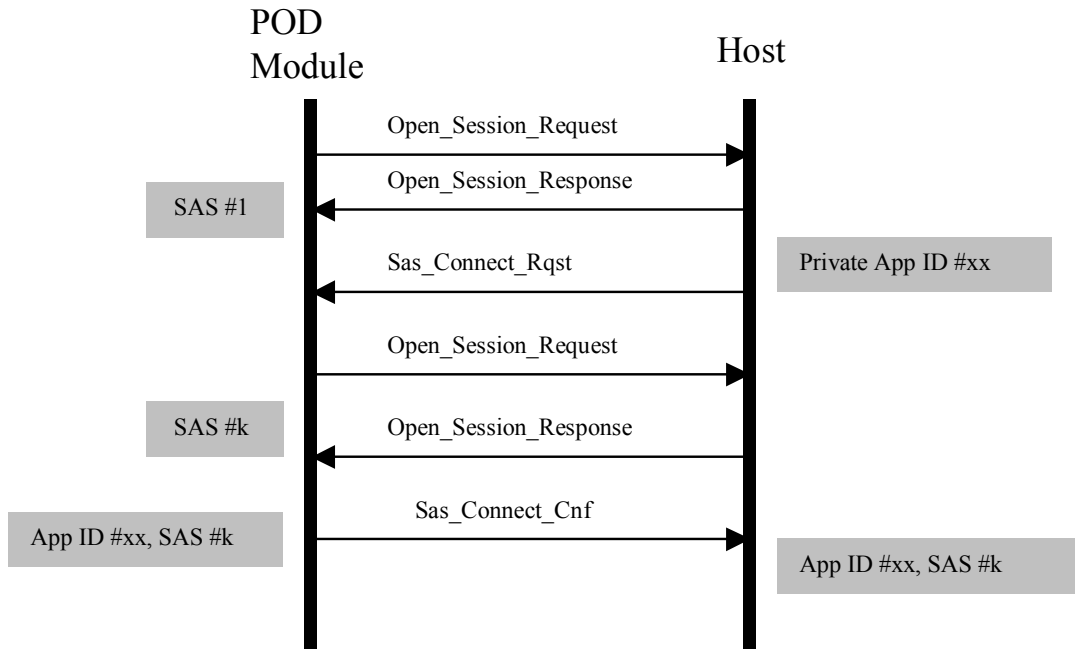 POD
Module
Host
Open_Session_Request
Open_Session_Response
SAS #1
Sas_Connect_Rqst
Private App ID #xx
Open_Session_Request
SAS #k
Open_Session_Response
Sas_Connect_Cnf
App ID #xx, SAS #k
App ID #xx, SAS #k